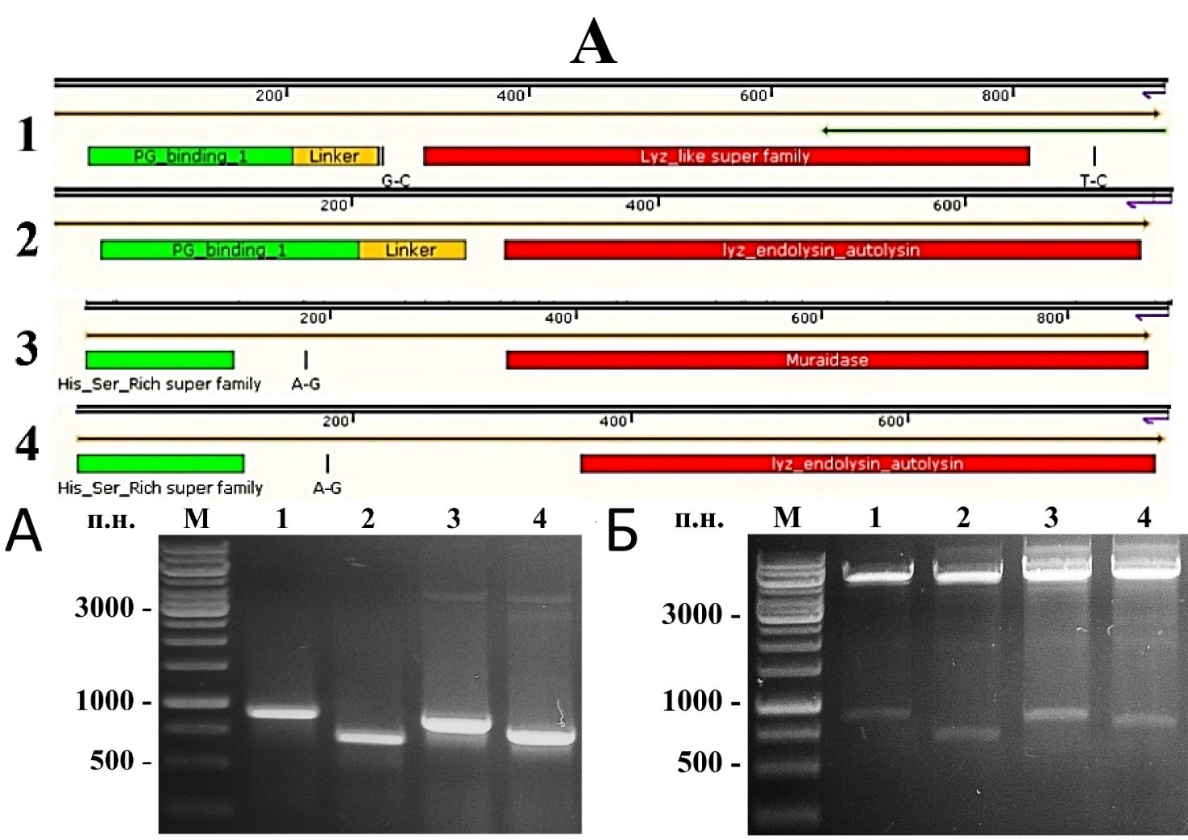 A
200 400 600 800
1
PG_binding_1 Linker Lyz_like super family
G-C T-C
200 400 600
2
PG_binding_1 Linker lyz_endolysin_autolysin
200 400 600 800
3
Muraidase
His_Ser_Rich super family A-G
200 400 600
4
lyz_endolysin_autolysin
His_Ser_Rich super family A-G
А п.н. M 1 2 3 4
3000 -
1000 -
500 -
Б п.н. M 1 2 3 4
3000 -
1000 -
500 -